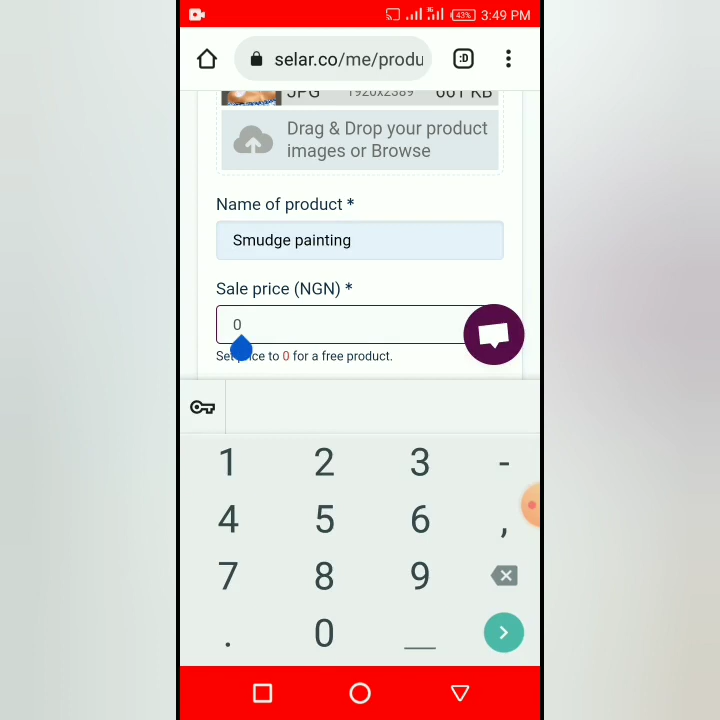 43%
3:49 PM
selar.co/me/produ
:D
JPG 1920x2389 661 KB
Drag & Drop your product
images or Browse
Name of product *
Smudge painting
Sale price (NGN) *
0
Set price to 0 for a free product.
1 2 3 -
4 5 6 ,
7 8 9
. 0